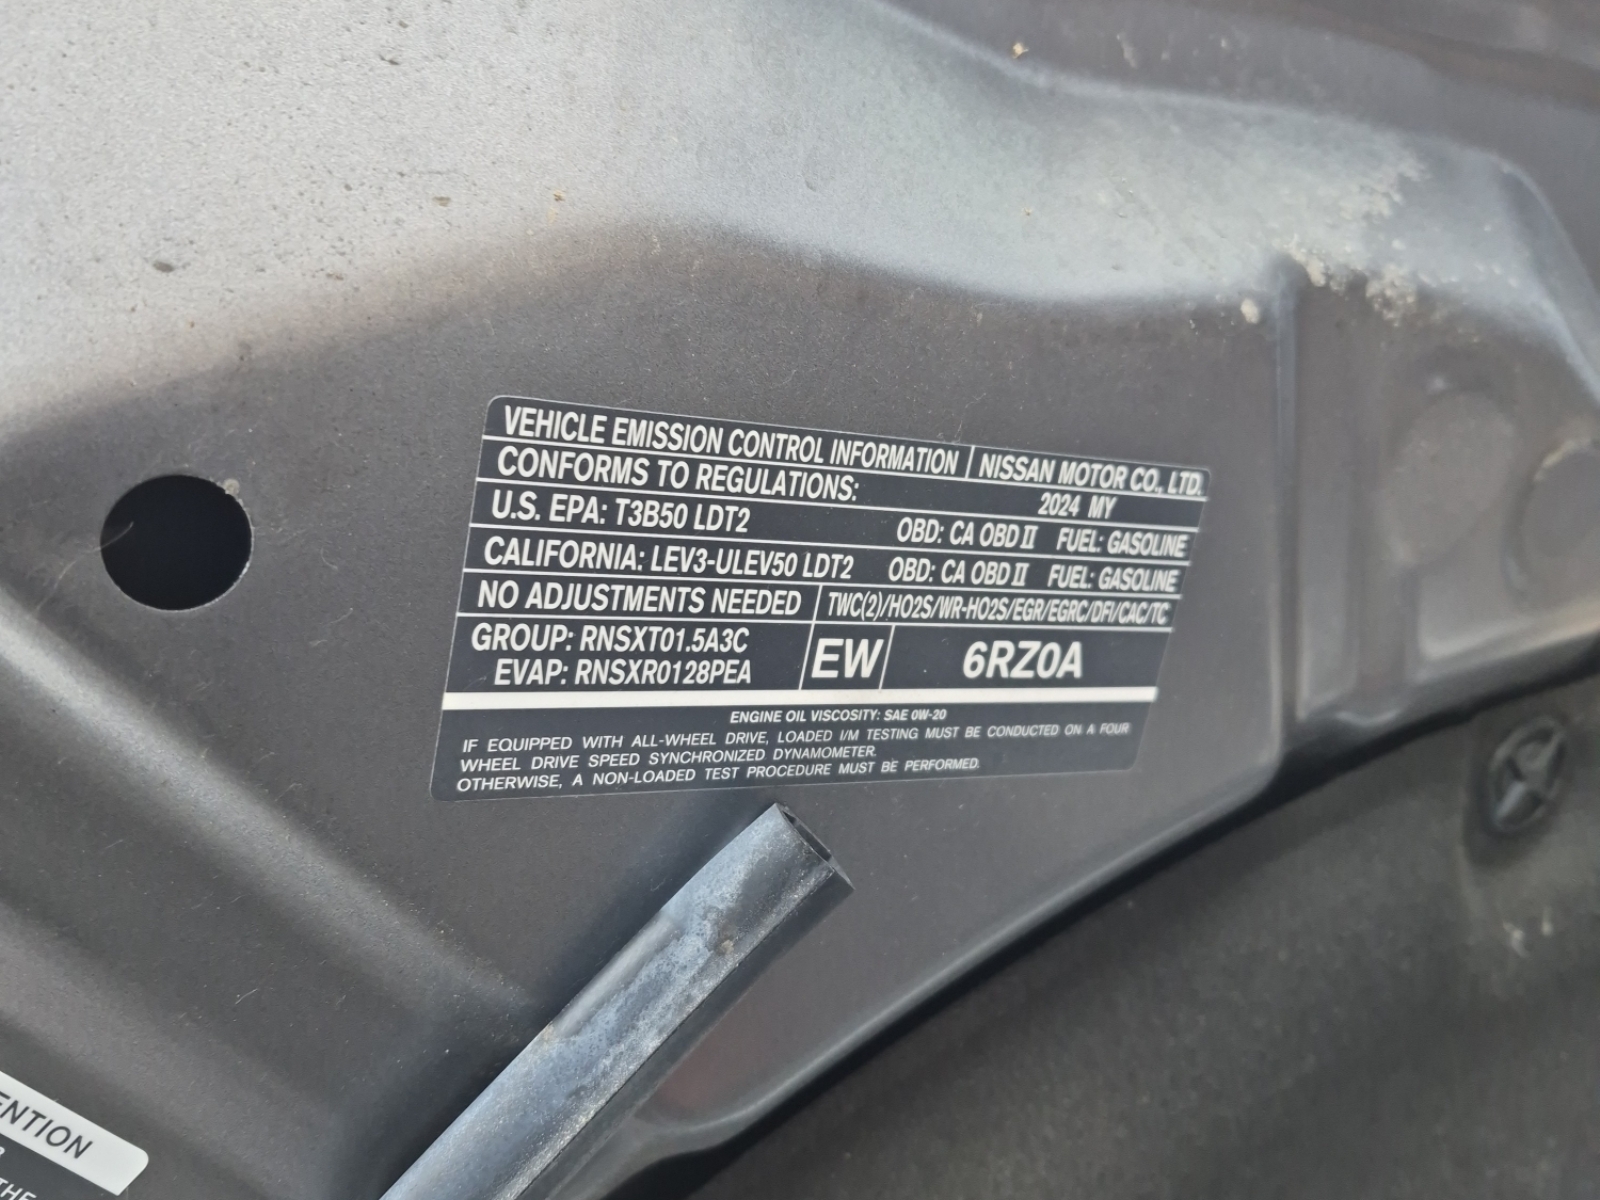 VEHICLE EMISSION CONTROL INFORMATION NISSAN MOTOR CO., LTD.
CONFORMS TO REGULATIONS: 2024 MY
U.S. EPA: T3B50 LDT2 OBD: CA OBD II FUEL: GASOLINE
CALIFORNIA: LEV3-ULEV50 LDT2 OBD: CA OBD II FUEL: GASOLINE
NO ADJUSTMENTS NEEDED TWC(2)/HO2S/WR-HO2S/EGR/EGRC/DFI/CAC/TC
GROUP: RNSXT01.5A3C
EVAP: RNSXR0128PEA
EW 6RZ0A
ENGINE OIL VISCOSITY: SAE 0W-20
IF EQUIPPED WITH ALL-WHEEL DRIVE, LOADED I/M TESTING MUST BE CONDUCTED ON A FOUR
WHEEL DRIVE SPEED SYNCHRONIZED DYNAMOMETER.
OTHERWISE, A NON-LOADED TEST PROCEDURE MUST BE PERFORMED.
ENTION
THE